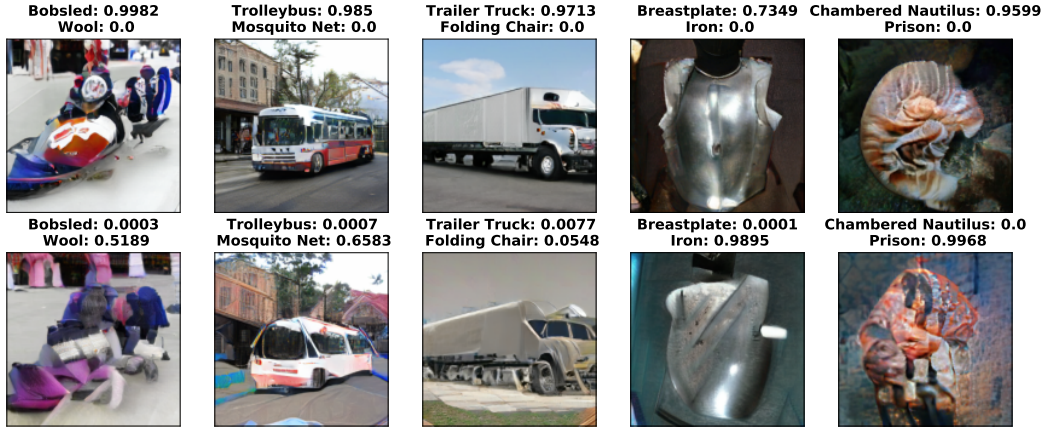 Bobsled: 0.9982
Wool: 0.0
Trolleybus: 0.985
Mosquito Net: 0.0
Trailer Truck: 0.9713
Folding Chair: 0.0
Breastplate: 0.7349
Iron: 0.0
Chambered Nautilus: 0.9599
Prison: 0.0
Bobsled: 0.0003
Wool: 0.5189
Trolleybus: 0.0007
Mosquito Net: 0.6583
Trailer Truck: 0.0077
Folding Chair: 0.0548
Breastplate: 0.0001
Iron: 0.9895
Chambered Nautilus: 0.0
Prison: 0.9968